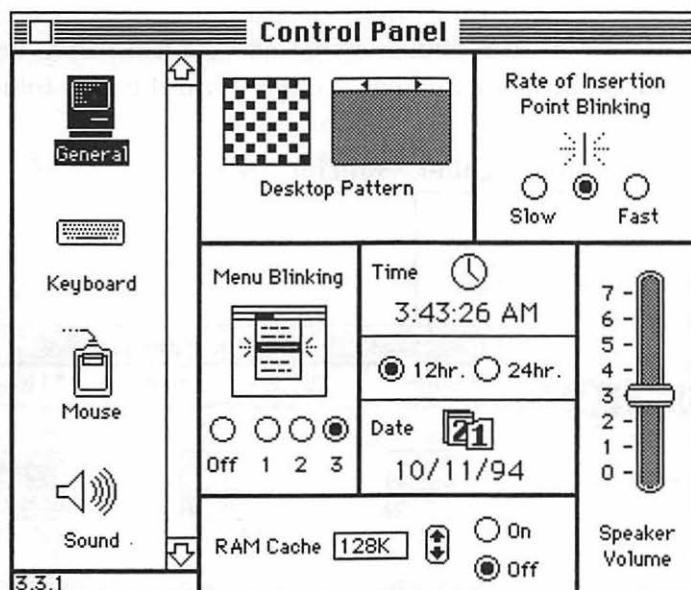 Control Panel
General
Keyboard
Mouse
Sound
3.3.1
Desktop Pattern
Rate of Insertion
Point Blinking
Slow Fast
Menu Blinking
Off 1 2 3
Time
3:43:26 AM
12hr. 24hr.
Date
21
10/11/94
7
6
5
4
3
2
1
0
Speaker
Volume
RAM Cache 128K
On
Off